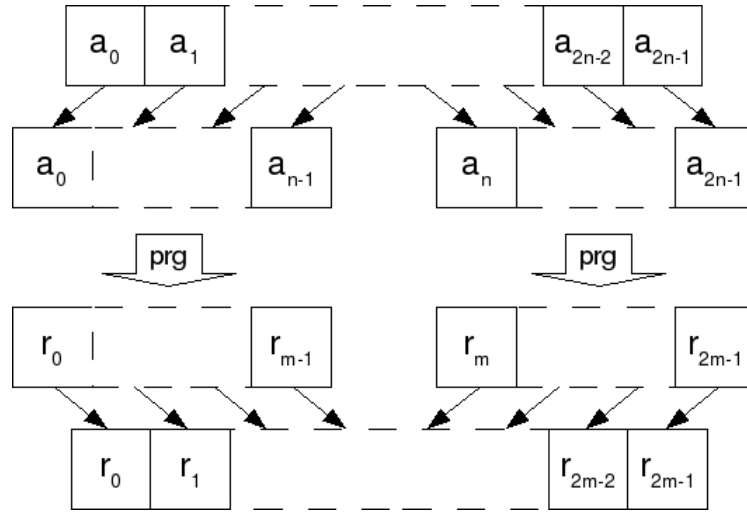 a₀ a₁ a₂ₙ₋₂ a₂ₙ₋₁
a₀ aₙ₋₁ aₙ a₂ₙ₋₁
prg prg
r₀ rₘ₋₁ rₘ r₂ₘ₋₁
r₀ r₁ r₂ₘ₋₂ r₂ₘ₋₁